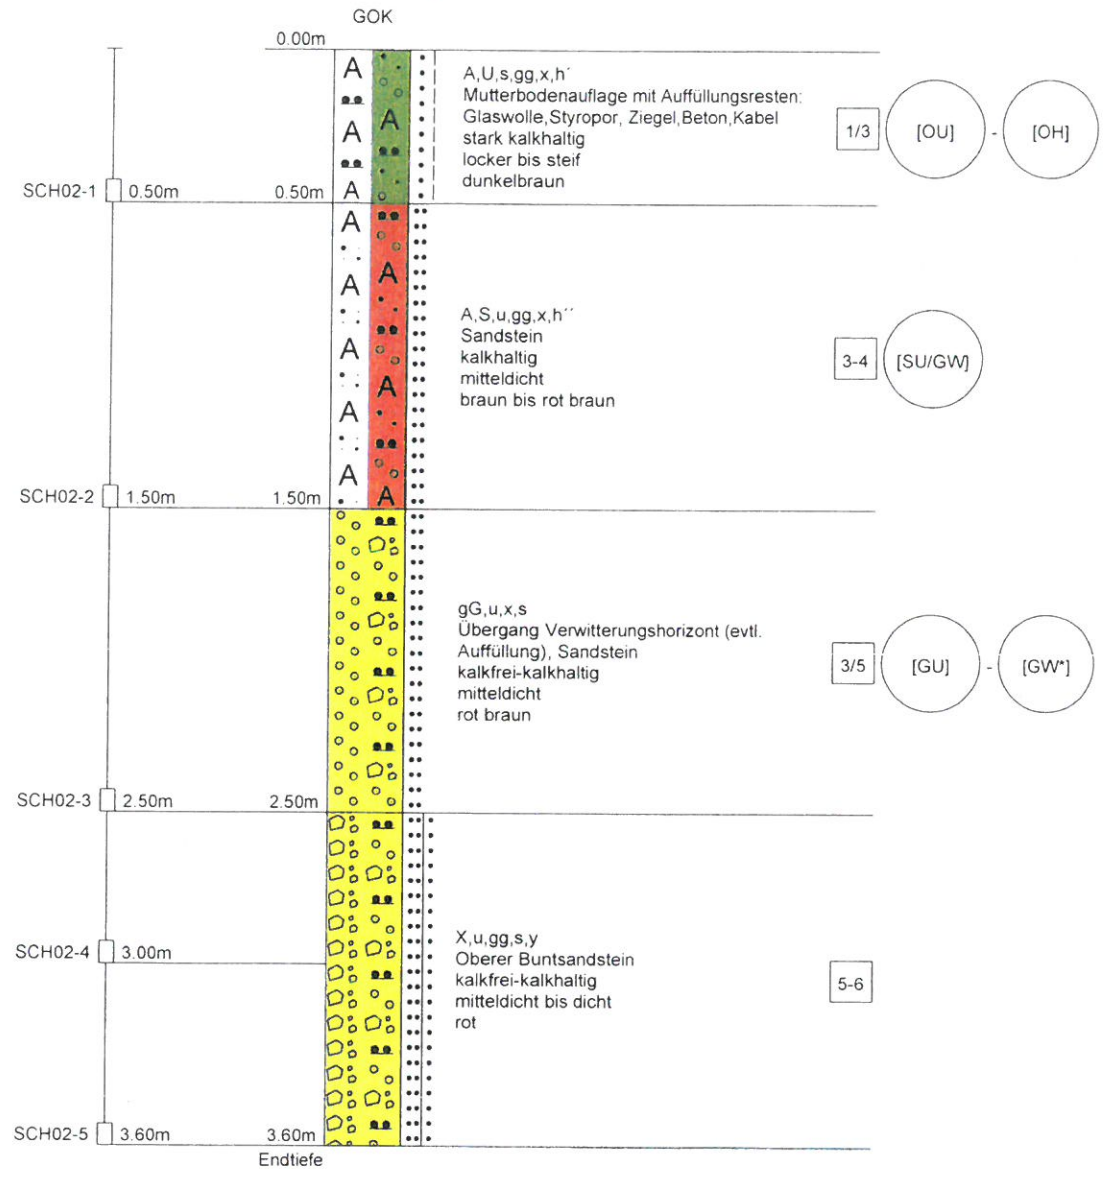 GOK
0.00m
A,U,s,gg,x,h´
Mutterbodenauflage mit Auffüllungsresten:
Glaswolle,Styropor, Ziegel,Beton,Kabel
stark kalkhaltig
locker bis steif
dunkelbraun
1/3 [OU] - [OH]
A
A
A
A
SCH02-1 0.50m 0.50m
A
A
A
A
A
A
A
A
A,S,u,gg,x,h´´
Sandstein
kalkhaltig
mitteldicht
braun bis rot braun
3-4 [SU/GW]
SCH02-2 1.50m 1.50m
gG,u,x,s
Übergang Verwitterungshorizont (evtl.
Auffüllung), Sandstein
kalkfrei-kalkhaltig
mitteldicht
rot braun
3/5 [GU] - [GW*]
SCH02-3 2.50m 2.50m
X,u,gg,s,y
Oberer Buntsandstein
kalkfrei-kalkhaltig
mitteldicht bis dicht
rot
5-6
SCH02-4 3.00m
SCH02-5 3.60m 3.60m
Endtiefe